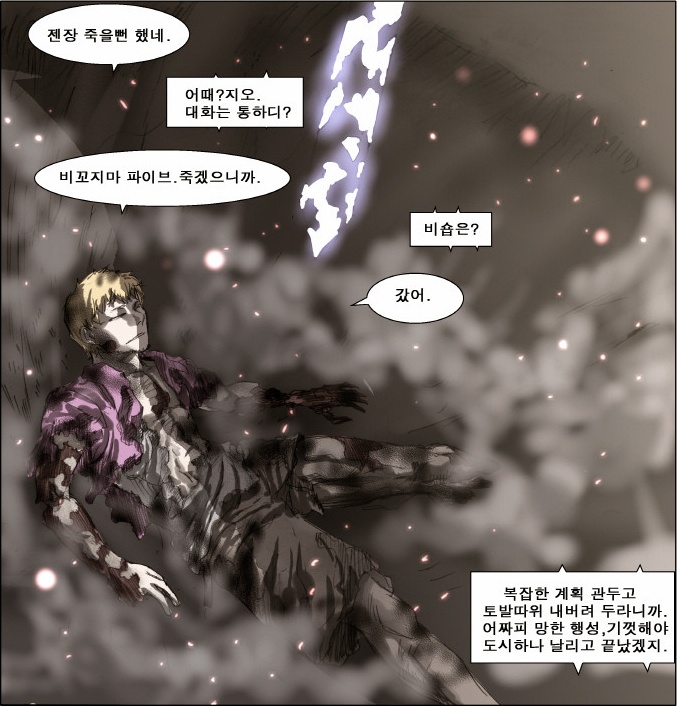 젠장 죽을뻔 했네.
어때?지오.
대화는 통하디?
비꼬지마 파이브.죽겠으니까.
비숍은?
갔어.
복잡한 계획 관두고
토발따위 내버려 두라니까.
어짜피 망한 행성,기껏해야
도시하나 날리고 끝났겠지.